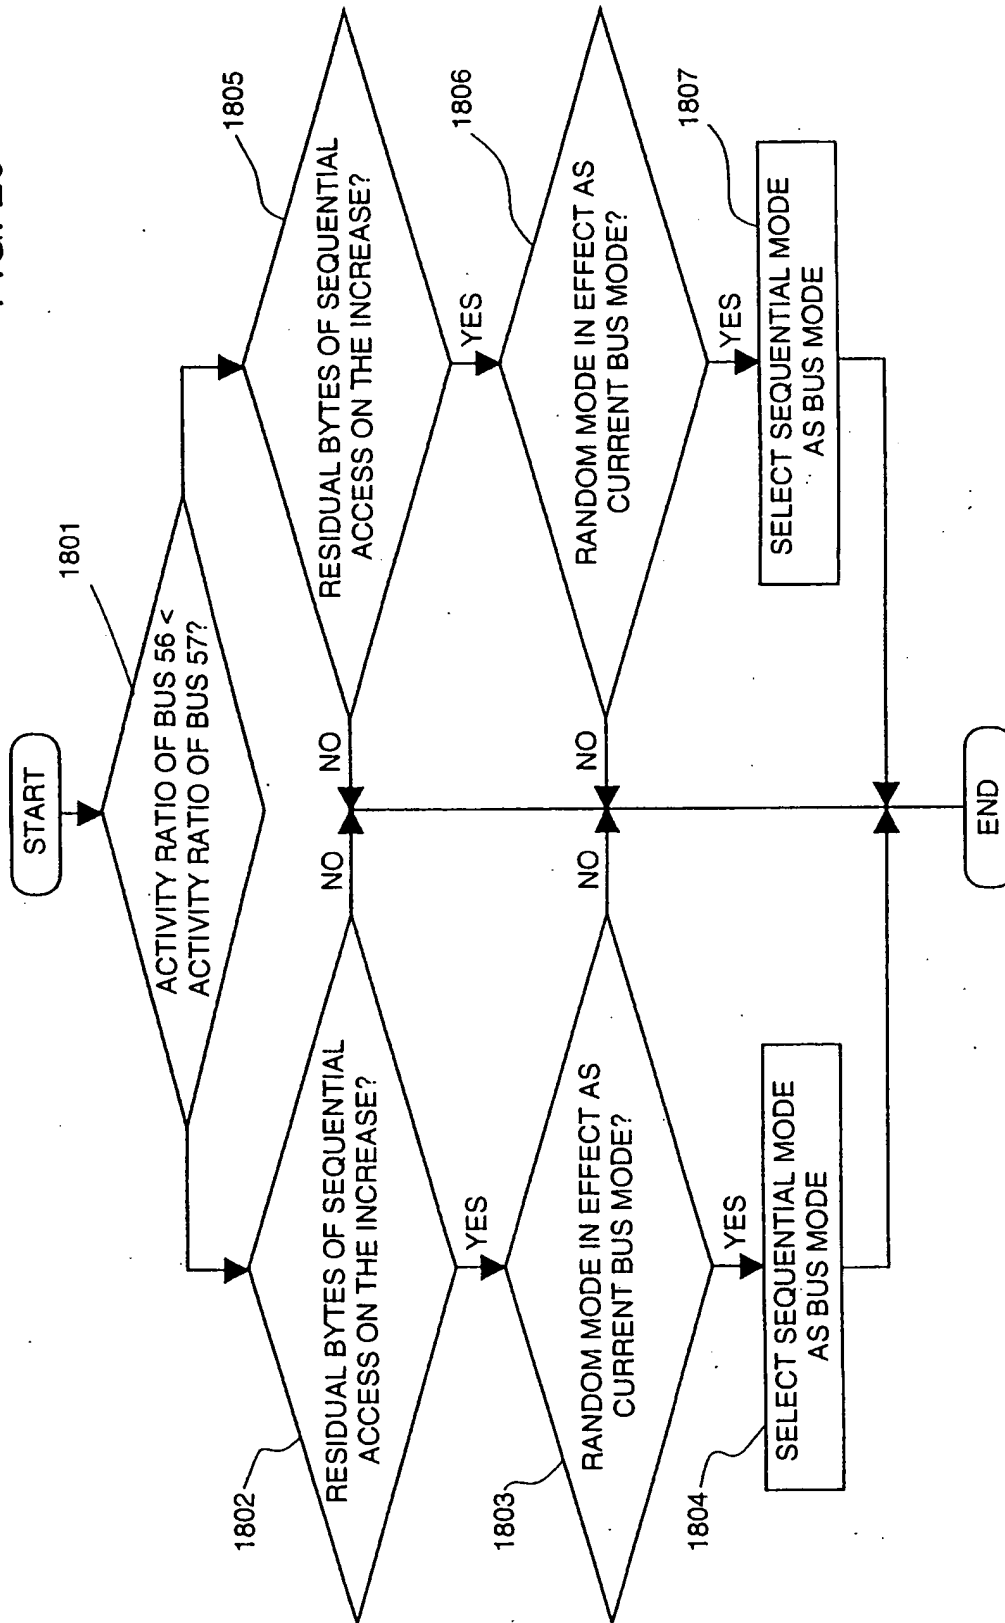 START
1801
ACTIVITY RATIO OF BUS 56 <
ACTIVITY RATIO OF BUS 57?
1802
RESIDUAL BYTES OF SEQUENTIAL
ACCESS ON THE INCREASE?
NO
YES
1805
RESIDUAL BYTES OF SEQUENTIAL
ACCESS ON THE INCREASE?
NO
YES
1803
RANDOM MODE IN EFFECT AS
CURRENT BUS MODE?
NO
YES
1806
RANDOM MODE IN EFFECT AS
CURRENT BUS MODE?
NO
YES
1804
SELECT SEQUENTIAL MODE
AS BUS MODE
1807
SELECT SEQUENTIAL MODE
AS BUS MODE
END